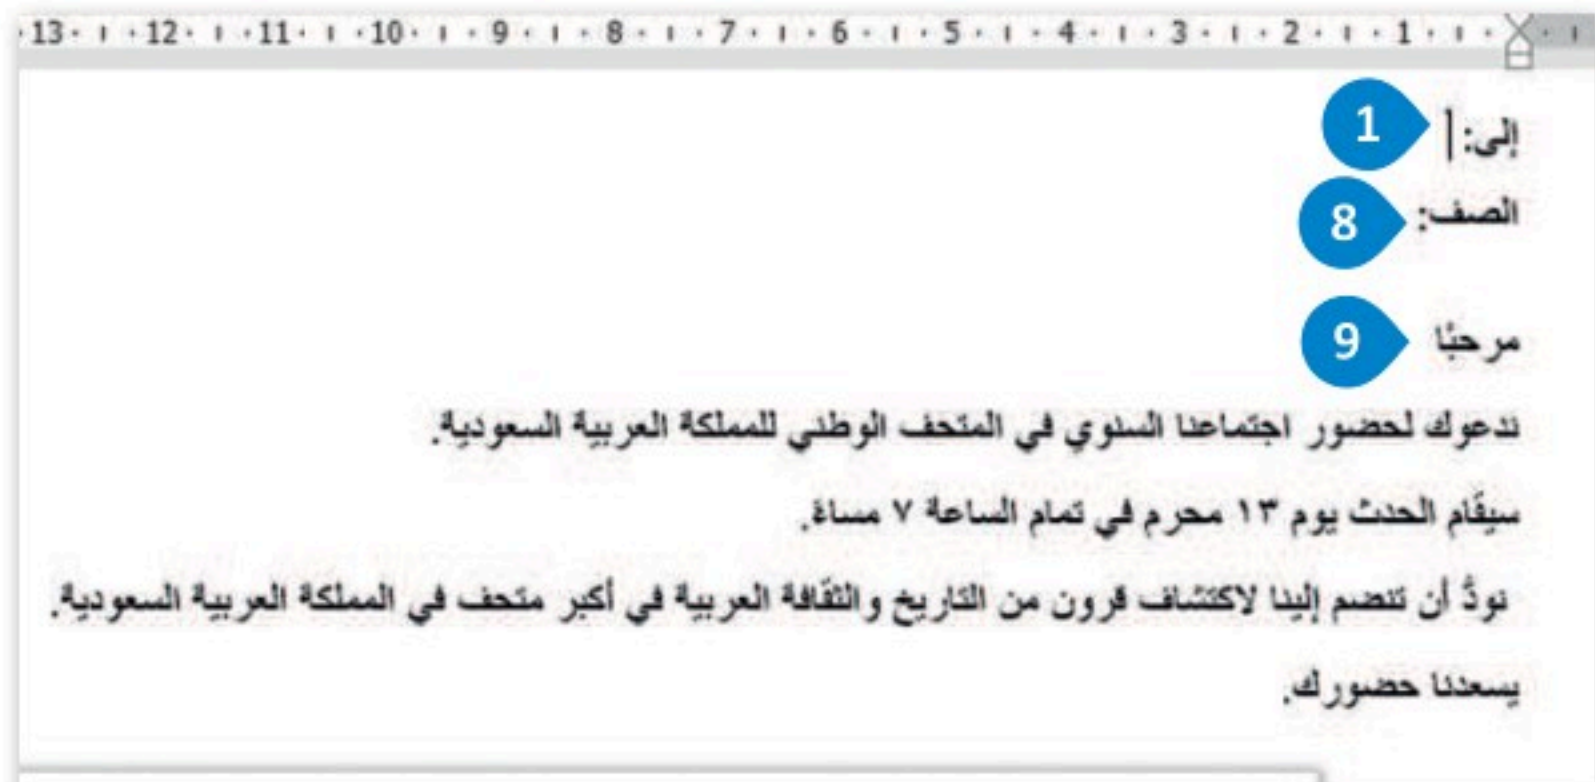 13 12 11 10 9 8 7 6 5 4 3 2 1
إلى: 1
الصف: 8
مرحبًا 9
ندعوك لحضور اجتماعنا السنوي في المتحف الوطني للمملكة العربية السعودية.
سيقام الحدث يوم ١٣ محرم في تمام الساعة ٧ مساءً.
نودُّ أن تنضم إلينا لاكتشاف قرون من التاريخ والثقافة العربية في أكبر متحف في المملكة العربية السعودية.
يسعدنا حضورك.